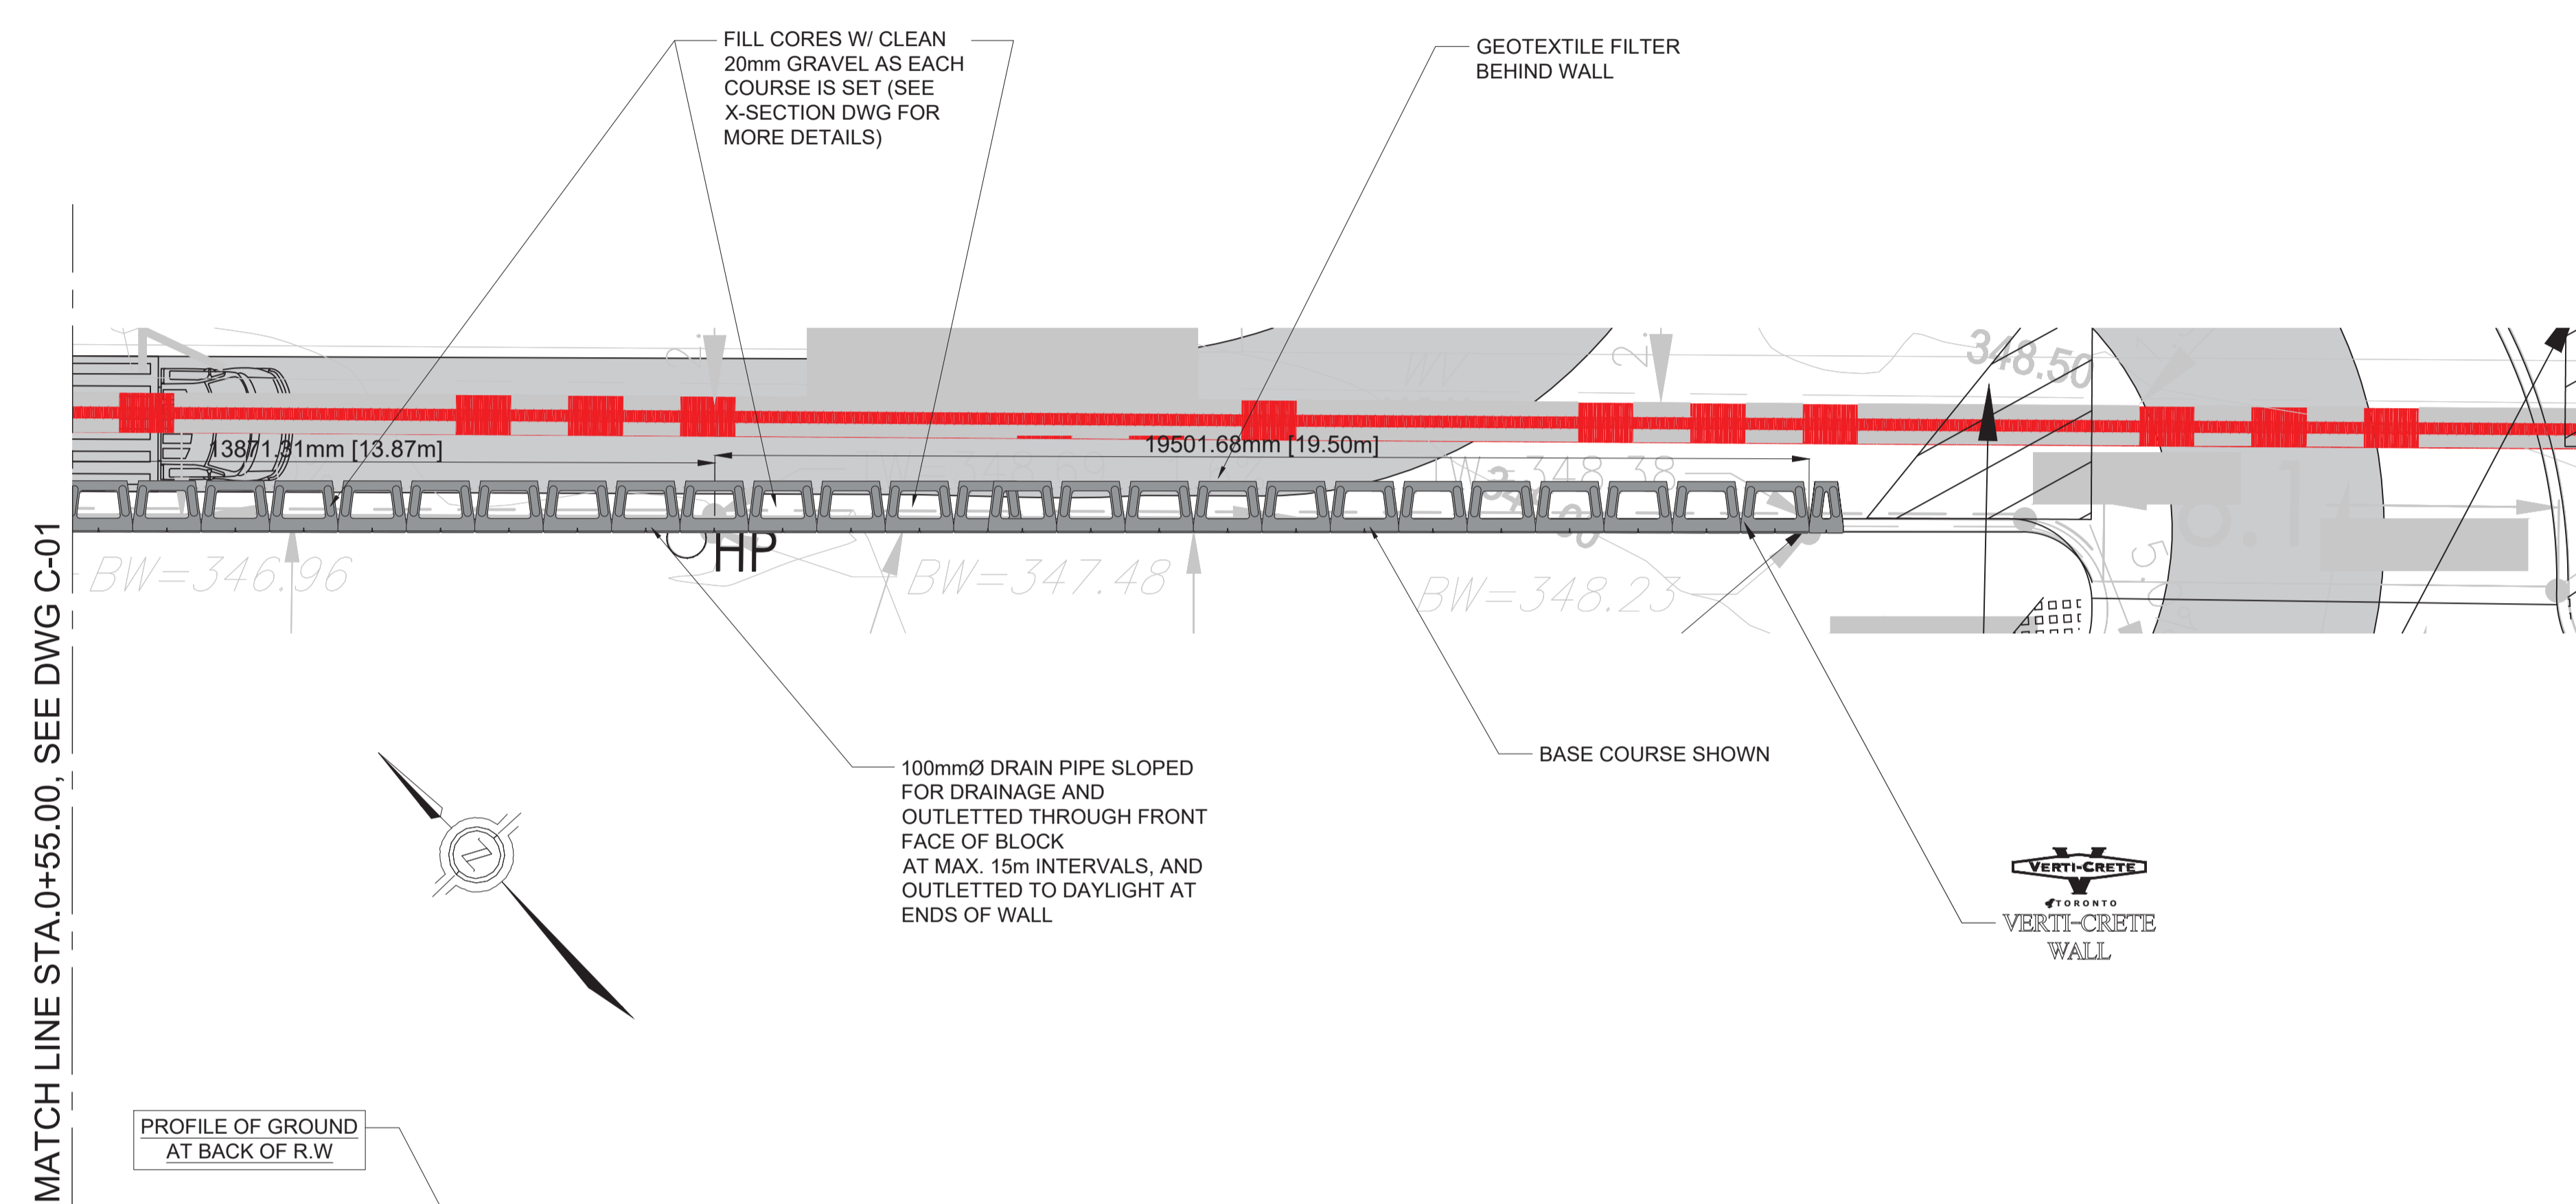 FILL CORES W/ CLEAN
20mm GRAVEL AS EACH
COURSE IS SET (SEE
X-SECTION DWG FOR
MORE DETAILS)
GEOTEXTILE FILTER
BEHIND WALL
348.50
13871.31mm [13.87m]
19501.68mm [19.50m]
HP
BW=346.96
BW=347.48
BW=348.23
MATCH LINE STA.0+55.00, SEE DWG C-01
100mmØ DRAIN PIPE SLOPED
FOR DRAINAGE AND
OUTLETTED THROUGH FRONT
FACE OF BLOCK
AT MAX. 15m INTERVALS, AND
OUTLETTED TO DAYLIGHT AT
ENDS OF WALL
BASE COURSE SHOWN
VERTI-CRETE
TORONTO
VERTI-CRETE
WALL
PROFILE OF GROUND
AT BACK OF R.W